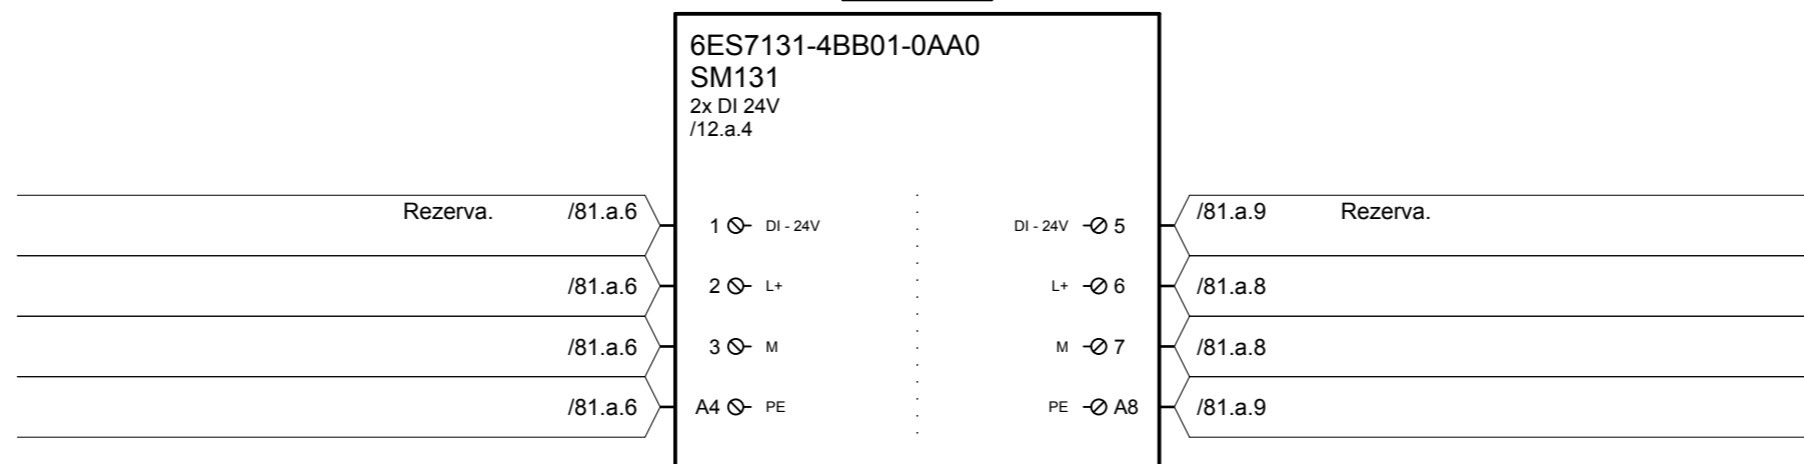 6ES7131-4BB01-0AA0
SM131
2x DI 24V
/12.a.4
Rezerva. /81.a.6 1 DI - 24V DI - 24V 5 /81.a.9 Rezerva.
/81.a.6 2 L+ L+ 6 /81.a.8
/81.a.6 3 M M 7 /81.a.8
/81.a.6 A4 PE PE A8 /81.a.9